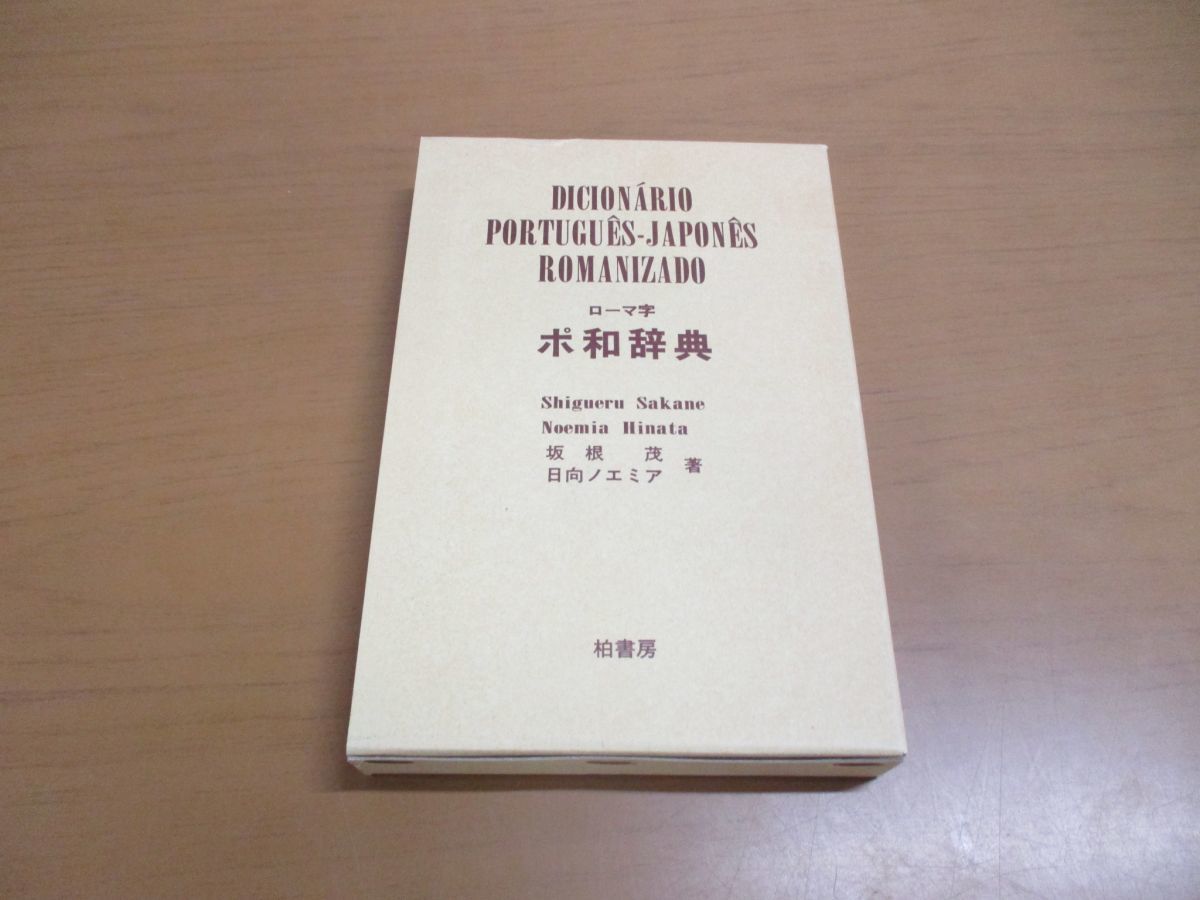 DICIONÁRIO
PORTUGUÊS-JAPONÊS
ROMANIZADO
ローマ字
ポ和辞典
Shigueru Sakane
Noemia Hinata
坂根 茂
日向ノエミア 著
柏書房